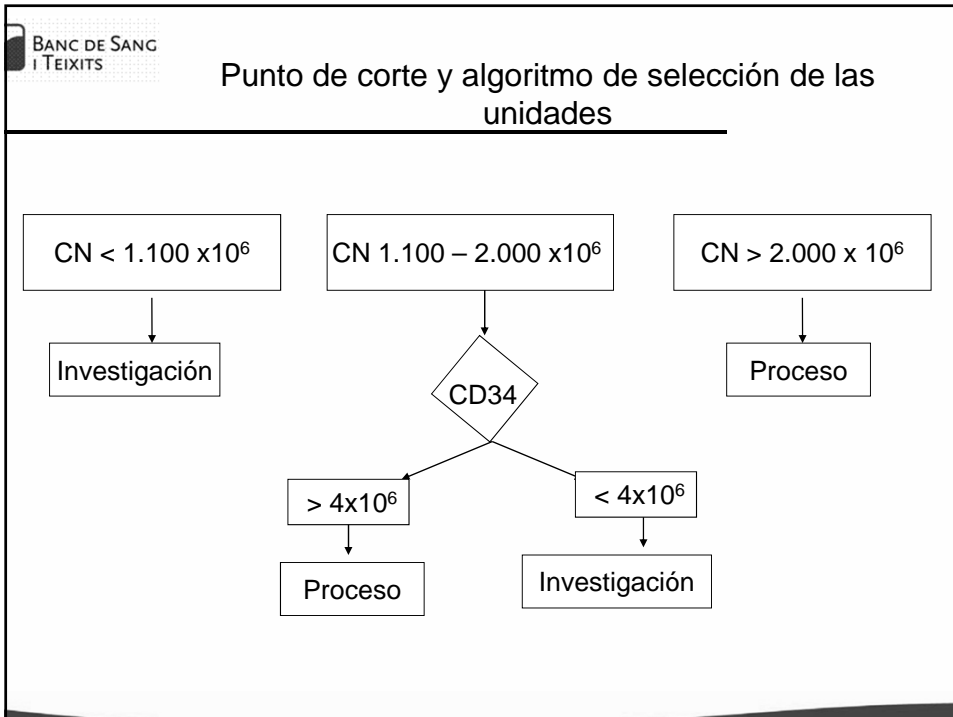 BANC DE SANG
I TEIXITS
Punto de corte y algoritmo de selección de las
unidades
CN < 1.100 x10⁶
CN 1.100 – 2.000 x10⁶
CN > 2.000 x 10⁶
Investigación
Proceso
CD34
> 4x10⁶
< 4x10⁶
Proceso
Investigación